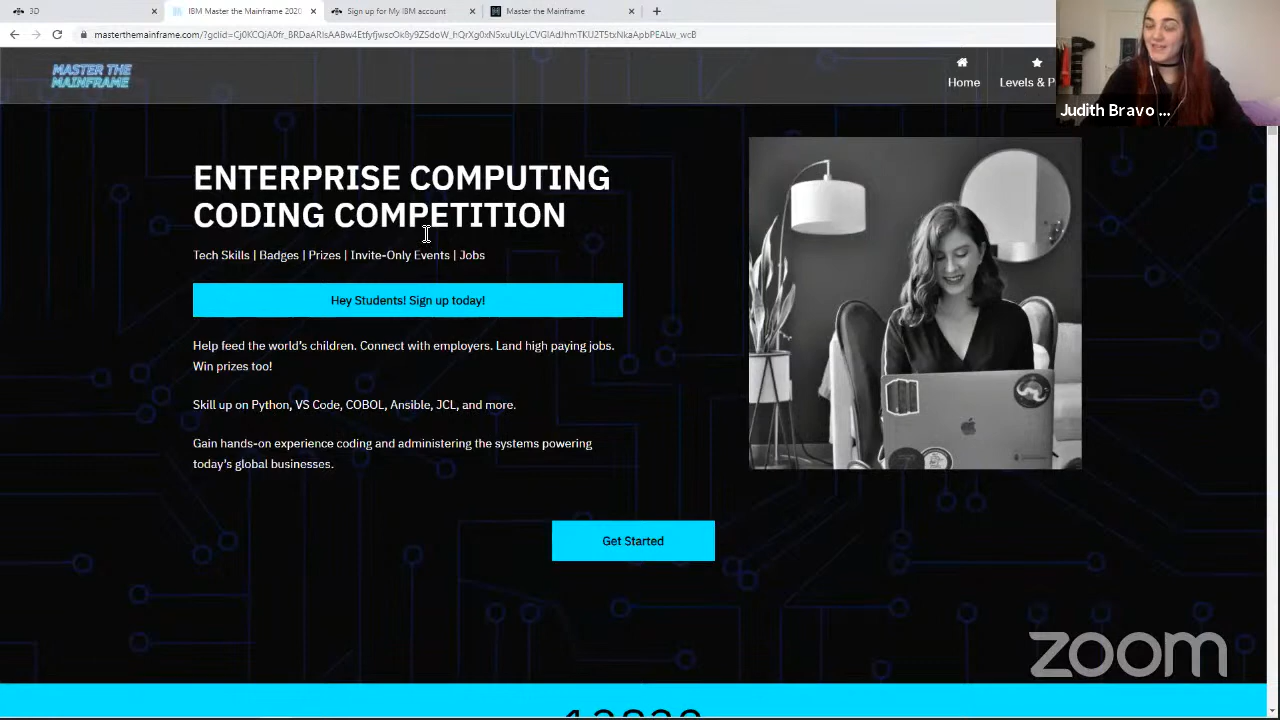 3D
IBM Master the Mainframe 2020
Sign up for My IBM account
Master the Mainframe
MASTER THE
MAINFRAME
Home
Levels & P
Judith Bravo ...
ENTERPRISE COMPUTING
CODING COMPETITION
Tech Skills | Badges | Prizes | Invite-Only Events | Jobs
Hey Students! Sign up today!
Help feed the world's children. Connect with employers. Land high paying jobs.
Win prizes too!
Skill up on Python, VS Code, COBOL, Ansible, JCL, and more.
Gain hands-on experience coding and administering the systems powering
today's global businesses.
Get Started
zoom